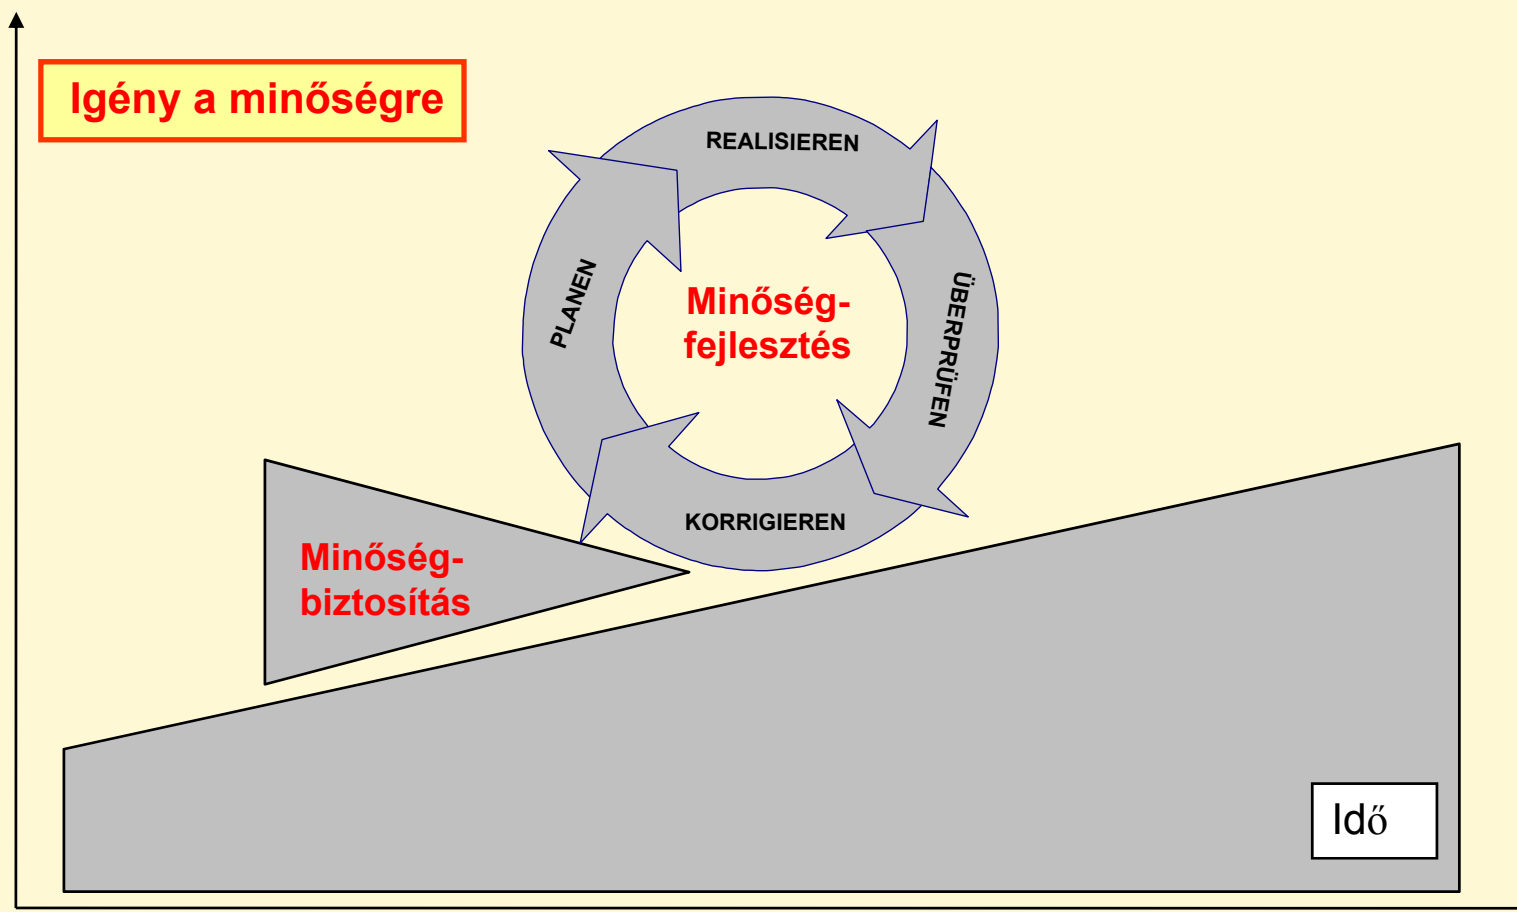 Igény a minőségre
REALISIEREN
PLANEN
Minőség-
fejlesztés
ÜBERPRÜFEN
KORRIGIEREN
Minőség-
biztosítás
Idő